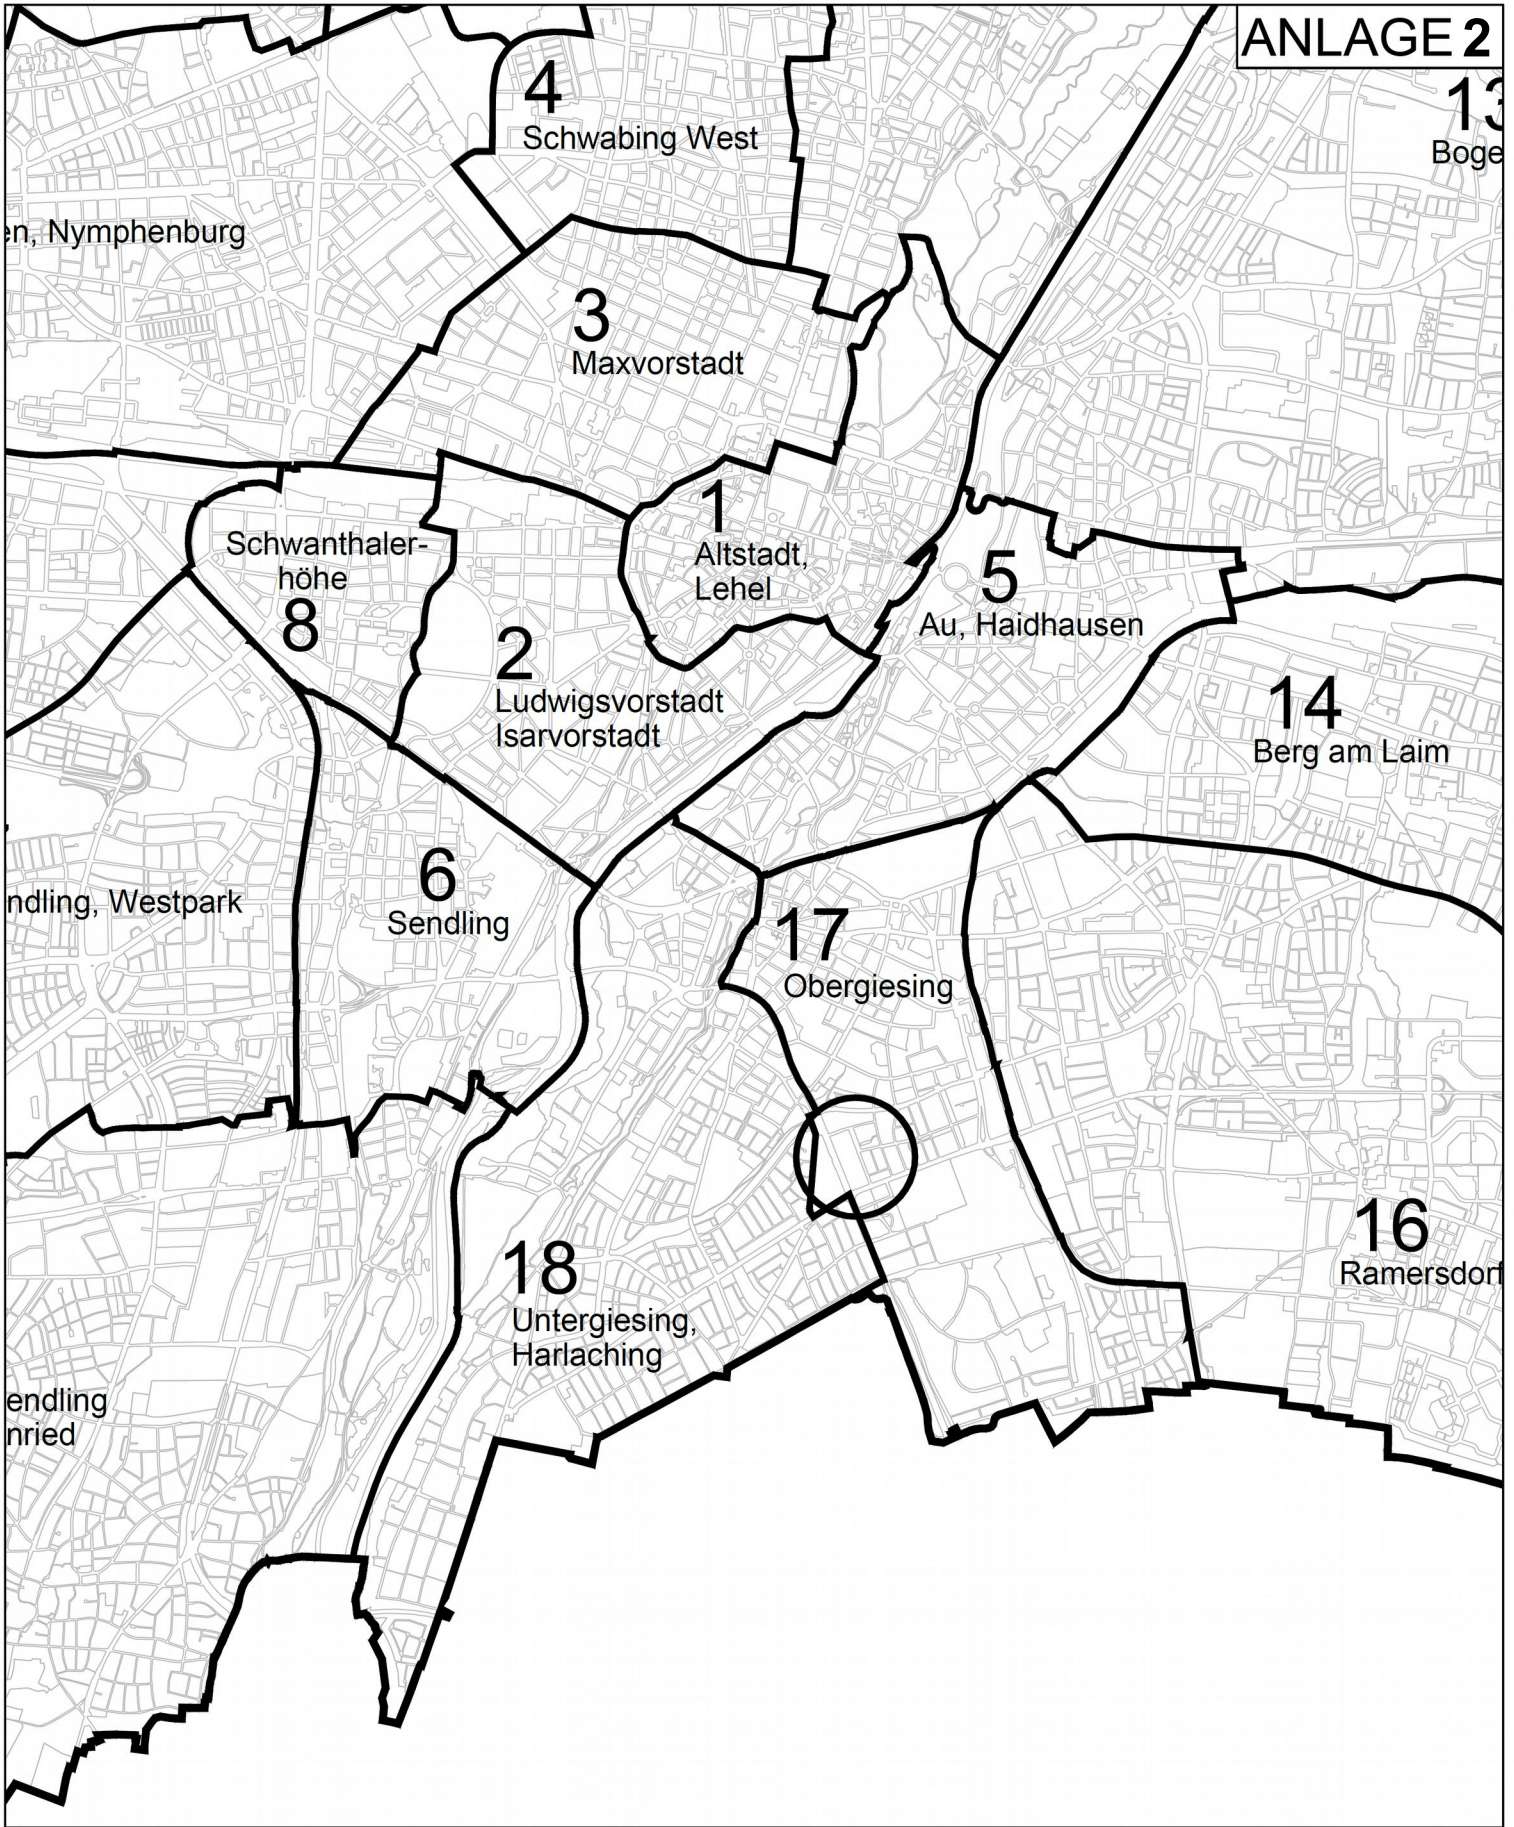 ANLAGE 2
4
Schwabing West
13
Boge
en, Nymphenburg
3
Maxvorstadt
1
Altstadt,
Lehel
Schwanthaler-
höhe
8
5
Au, Haidhausen
2
Ludwigsvorstadt
Isarvorstadt
14
Berg am Laim
6
Sendling
ndling, Westpark
17
Obergiesing
16
Ramersdorf
18
Untergiesing,
Harlaching
endling
nried